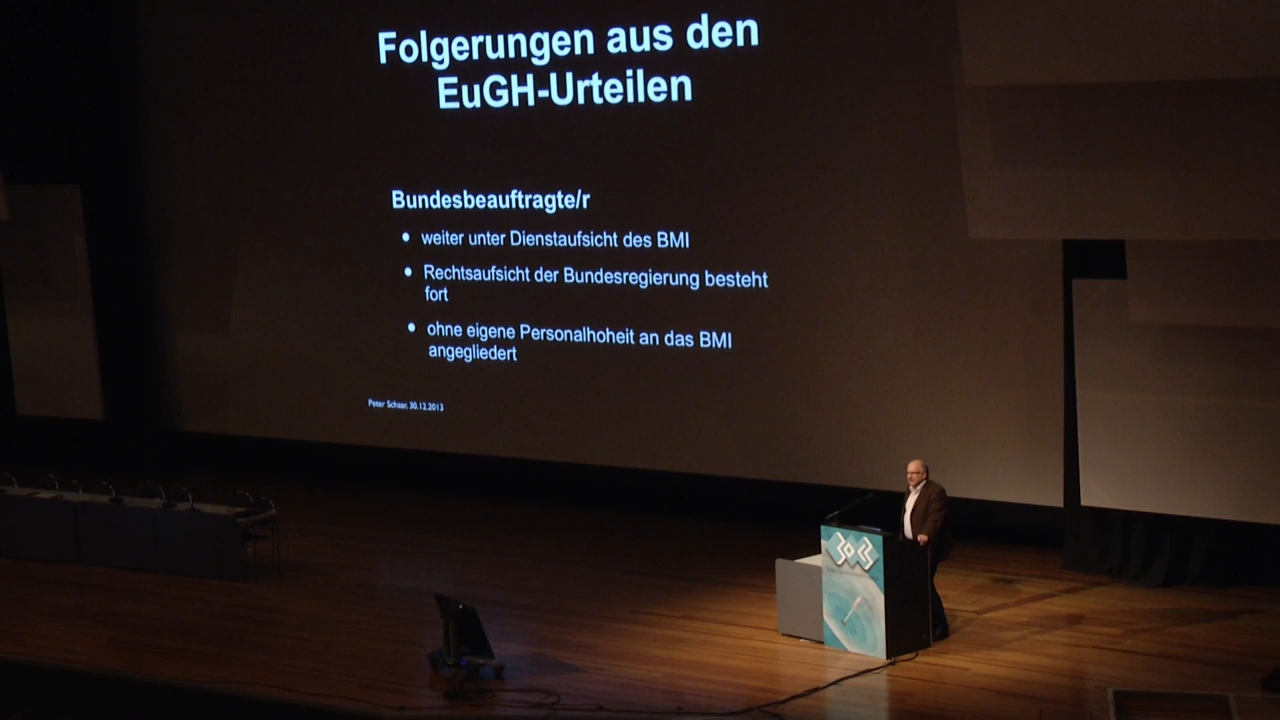 Folgerungen aus den
EuGH-Urteilen
Bundesbeauftragte/r
• weiter unter Dienstaufsicht des BMI
• Rechtsaufsicht der Bundesregierung besteht
fort
• ohne eigene Personalhoheit an das BMI
angegliedert
Peter Schaar, 30.12.2013
30C3